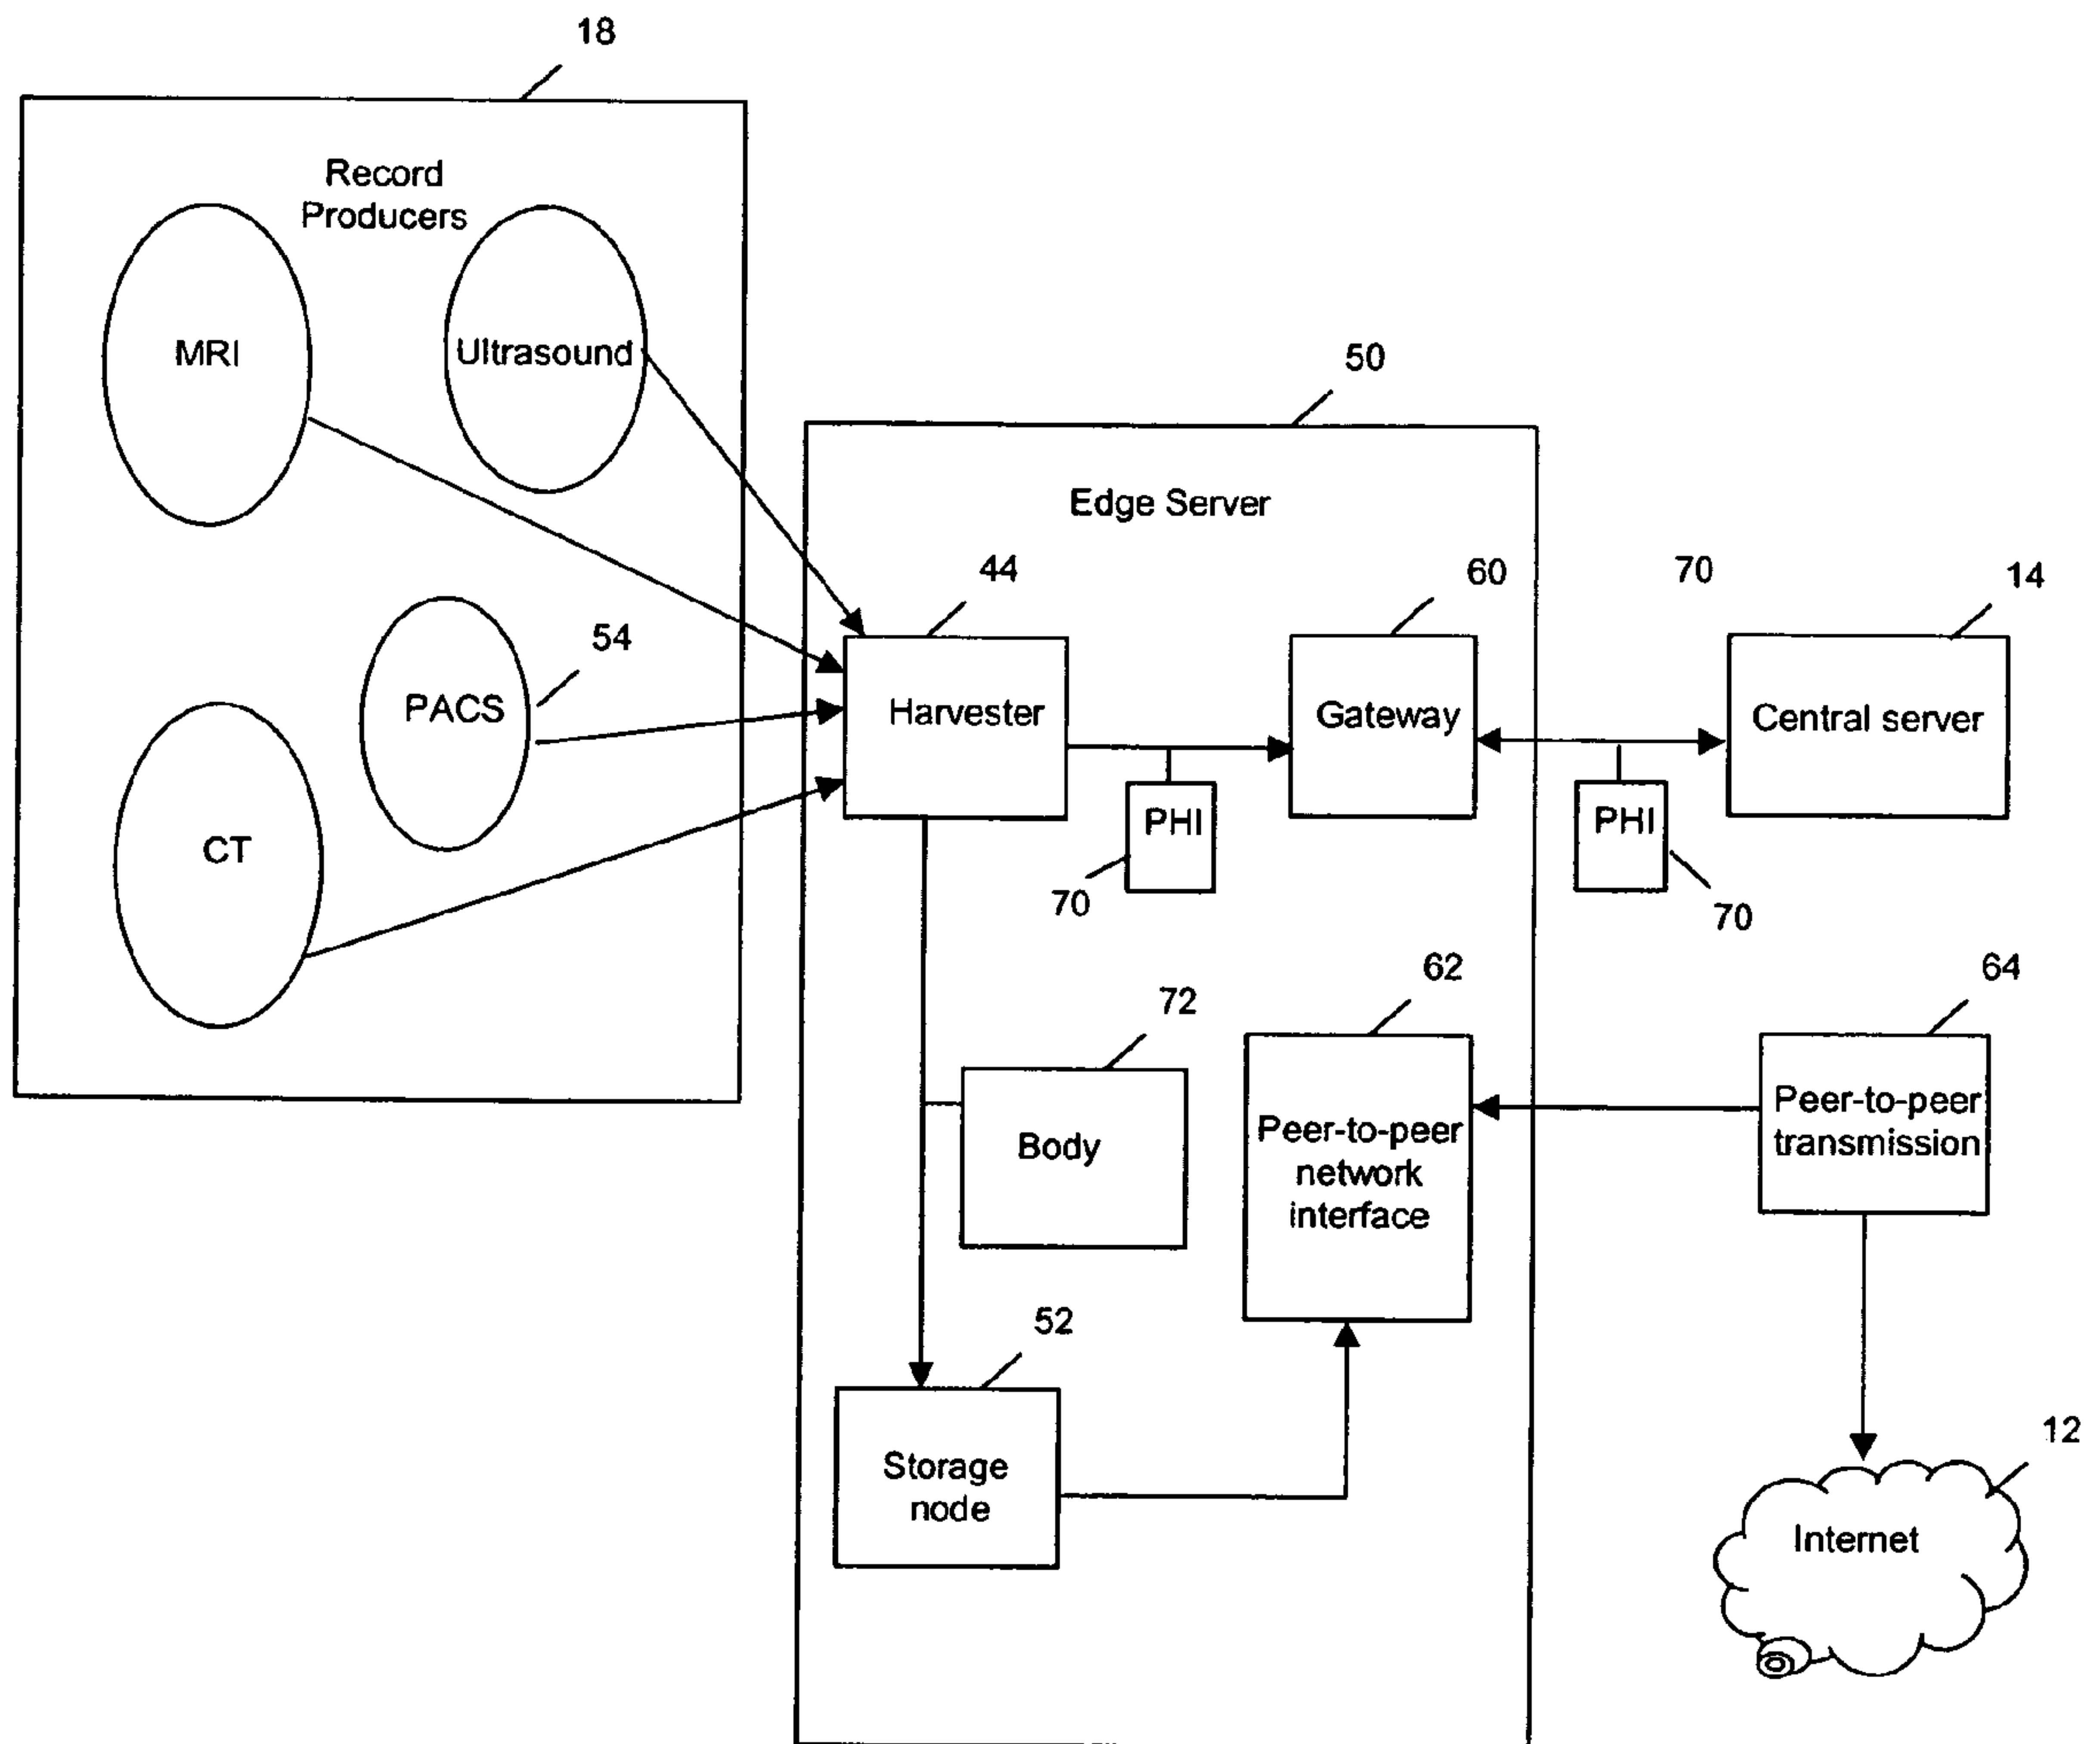 18
Record
Producers
MRI
Ultrasound
50
Edge Server
44
60
70
14
54
PACS
Harvester
Gateway
Central server
CT
PHI
PHI
70
70
72
62
64
Body
Peer-to-peer
network
interface
Peer-to-peer
transmission
52
Storage
node
12
Internet